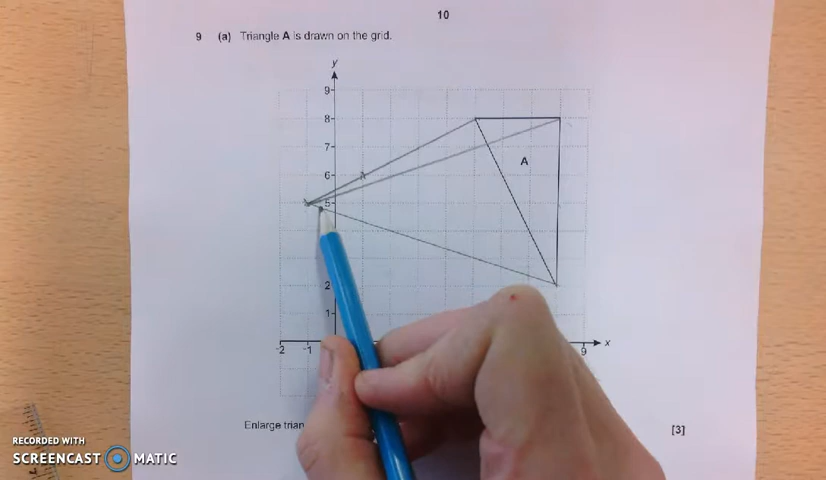 10
9 (a) Triangle A is drawn on the grid.
y
9
8
7
A
6
5
2
1
-2 -1 9 x
Enlarge
[3]
RECORDED WITH
SCREENCAST MATIC